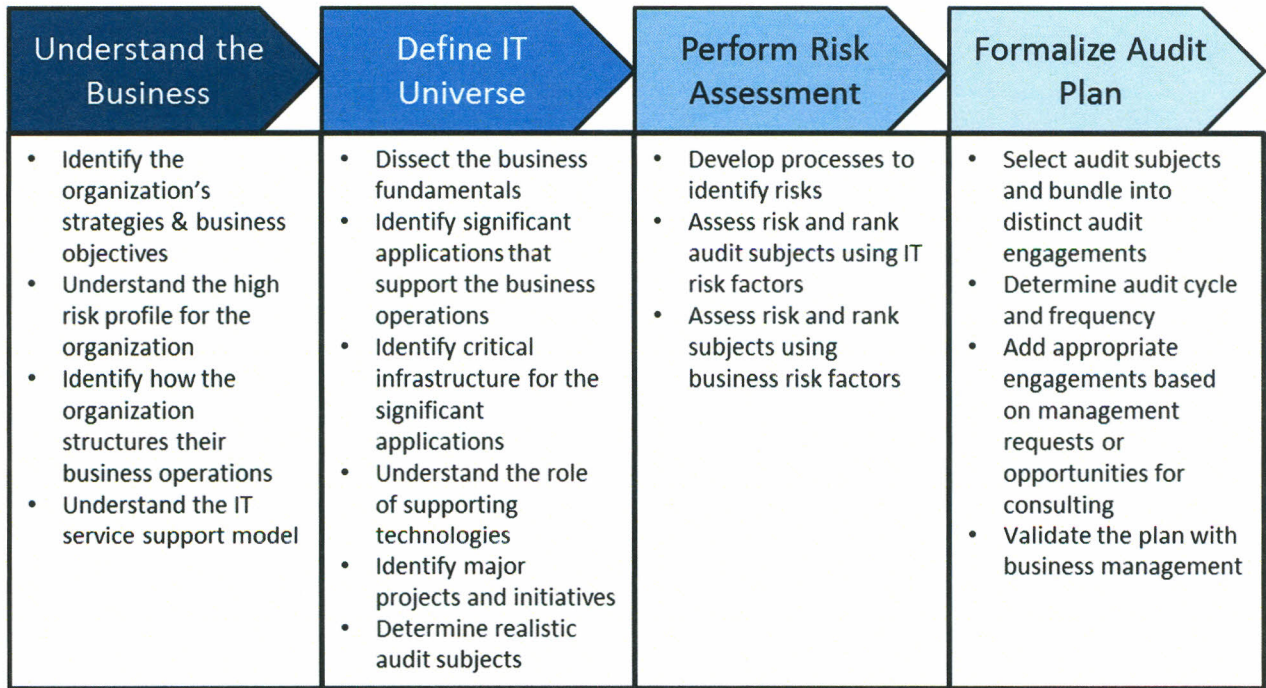 Understand the
Business
Define IT
Universe
Perform Risk
Assessment
Formalize Audit
Plan
• Identify the
organization's
strategies & business
objectives
• Understand the high
risk profile for the
organization
• Identify how the
organization
structures their
business operations
• Understand the IT
service support model
• Dissect the business
fundamentals
• Identify significant
applications that
support the business
operations
• Identify critical
infrastructure for the
significant
applications
• Understand the role
of supporting
technologies
• Identify major
projects and initiatives
• Determine realistic
audit subjects
• Develop processes to
identify risks
• Assess risk and rank
audit subjects using IT
risk factors
• Assess risk and rank
subjects using
business risk factors
• Select audit subjects
and bundle into
distinct audit
engagements
• Determine audit cycle
and frequency
• Add appropriate
engagements based
on management
requests or
opportunities for
consulting
• Validate the plan with
business management